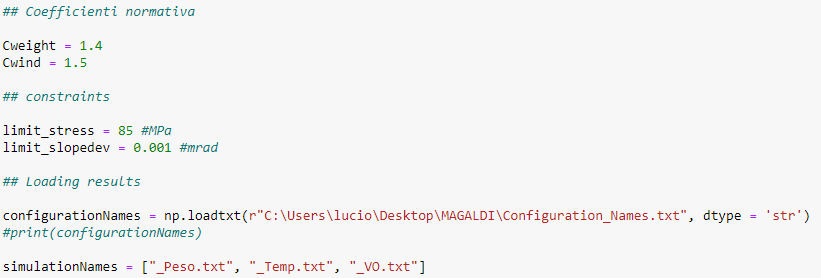 ## Coefficienti normativa
Cweight = 1.4
Cwind = 1.5
## constraints
limit_stress = 85 #MPa
limit_slopedev = 0.001 #mrad
## Loading results
configurationNames = np.loadtxt(r"C:\Users\lucio\Desktop\MAGALDI\Configuration_Names.txt", dtype = 'str')
#print(configurationNames)
simulationNames = ["_Peso.txt", "_Temp.txt", "_VO.txt"]